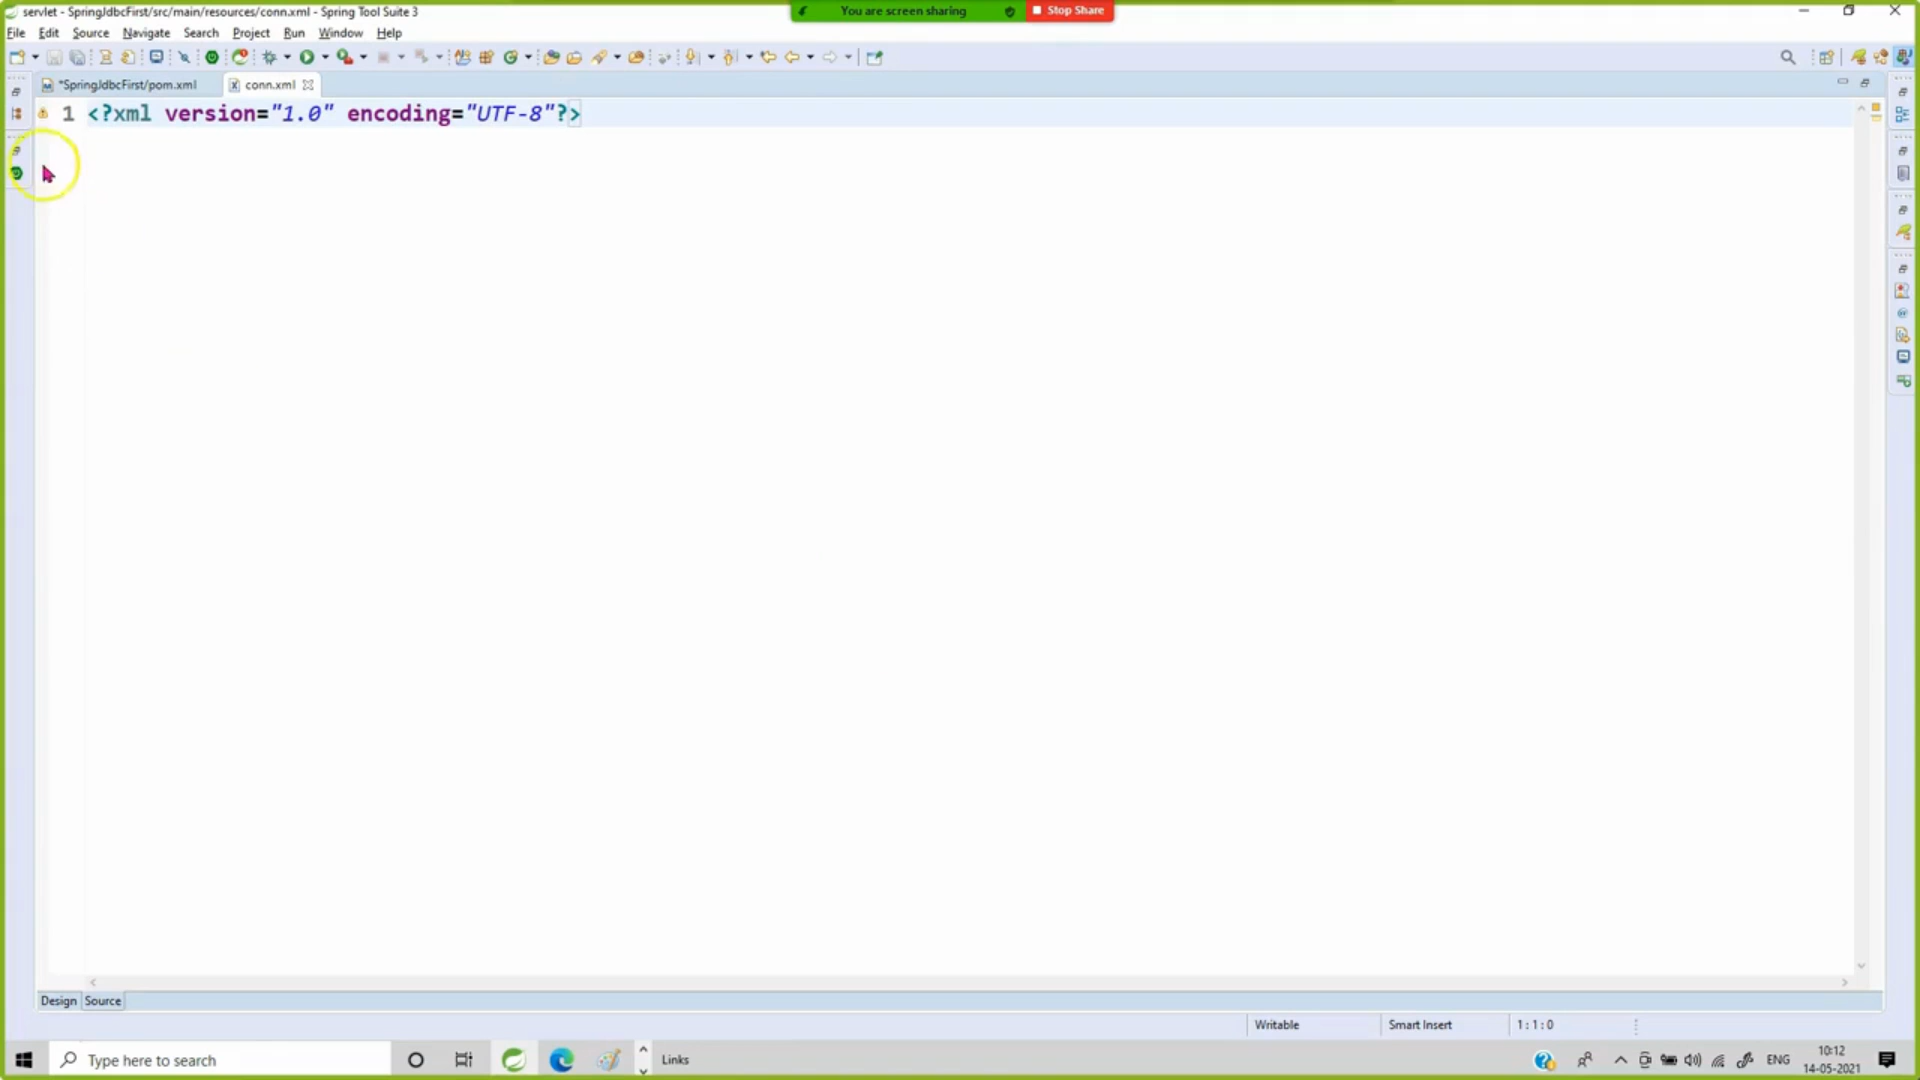 servlet - SpringJdbcFirst/src/main/resources/conn.xml - Spring Tool Suite 3
You are screen sharing
Stop Share
File Edit Source Navigate Search Project Run Window Help
*SpringJdbcFirst/pom.xml
conn.xml
1 <?xml version="1.0" encoding="UTF-8"?>
Design Source
Writable
Smart Insert
1 : 1 : 0
Type here to search
Links
ENG
10:12
14-05-2021